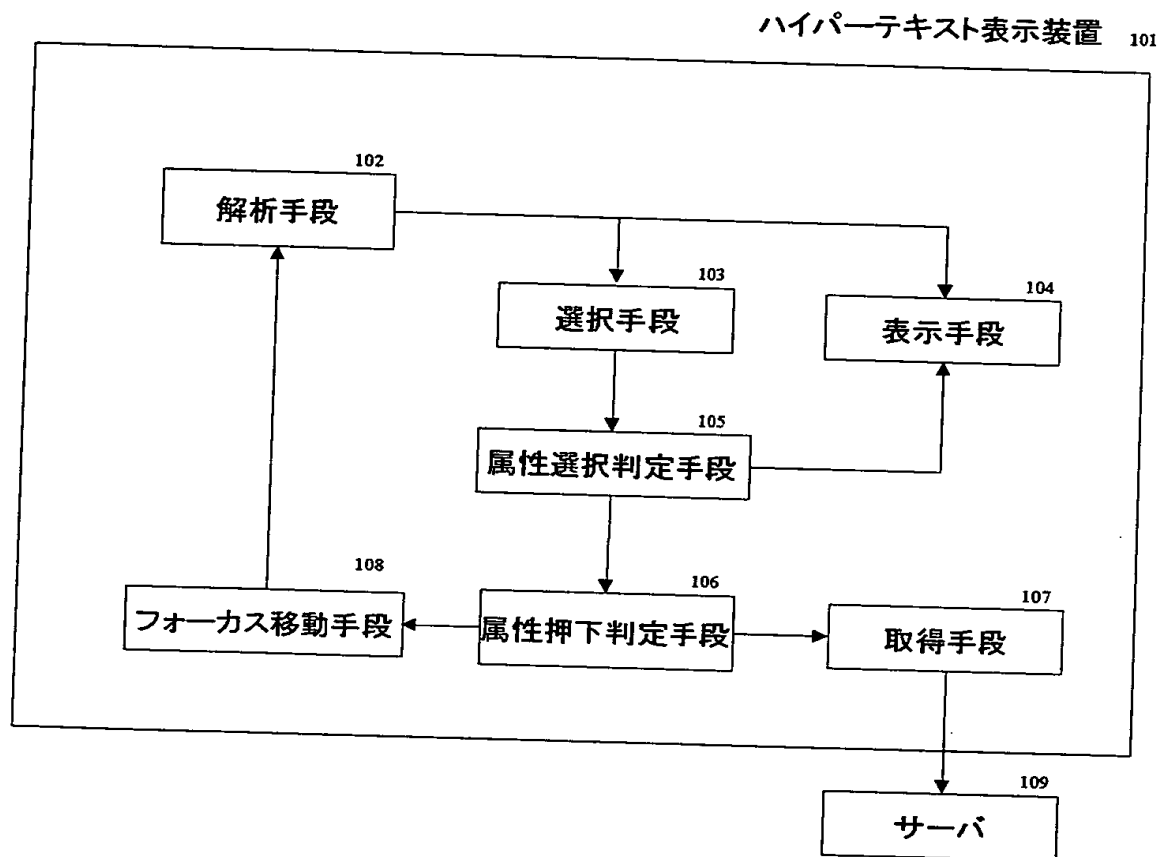 ハイパーテキスト表示装置 101
102
解析手段
103
選択手段
104
表示手段
105
属性選択判定手段
108
フォーカス移動手段
106
属性押下判定手段
107
取得手段
109
サーバ